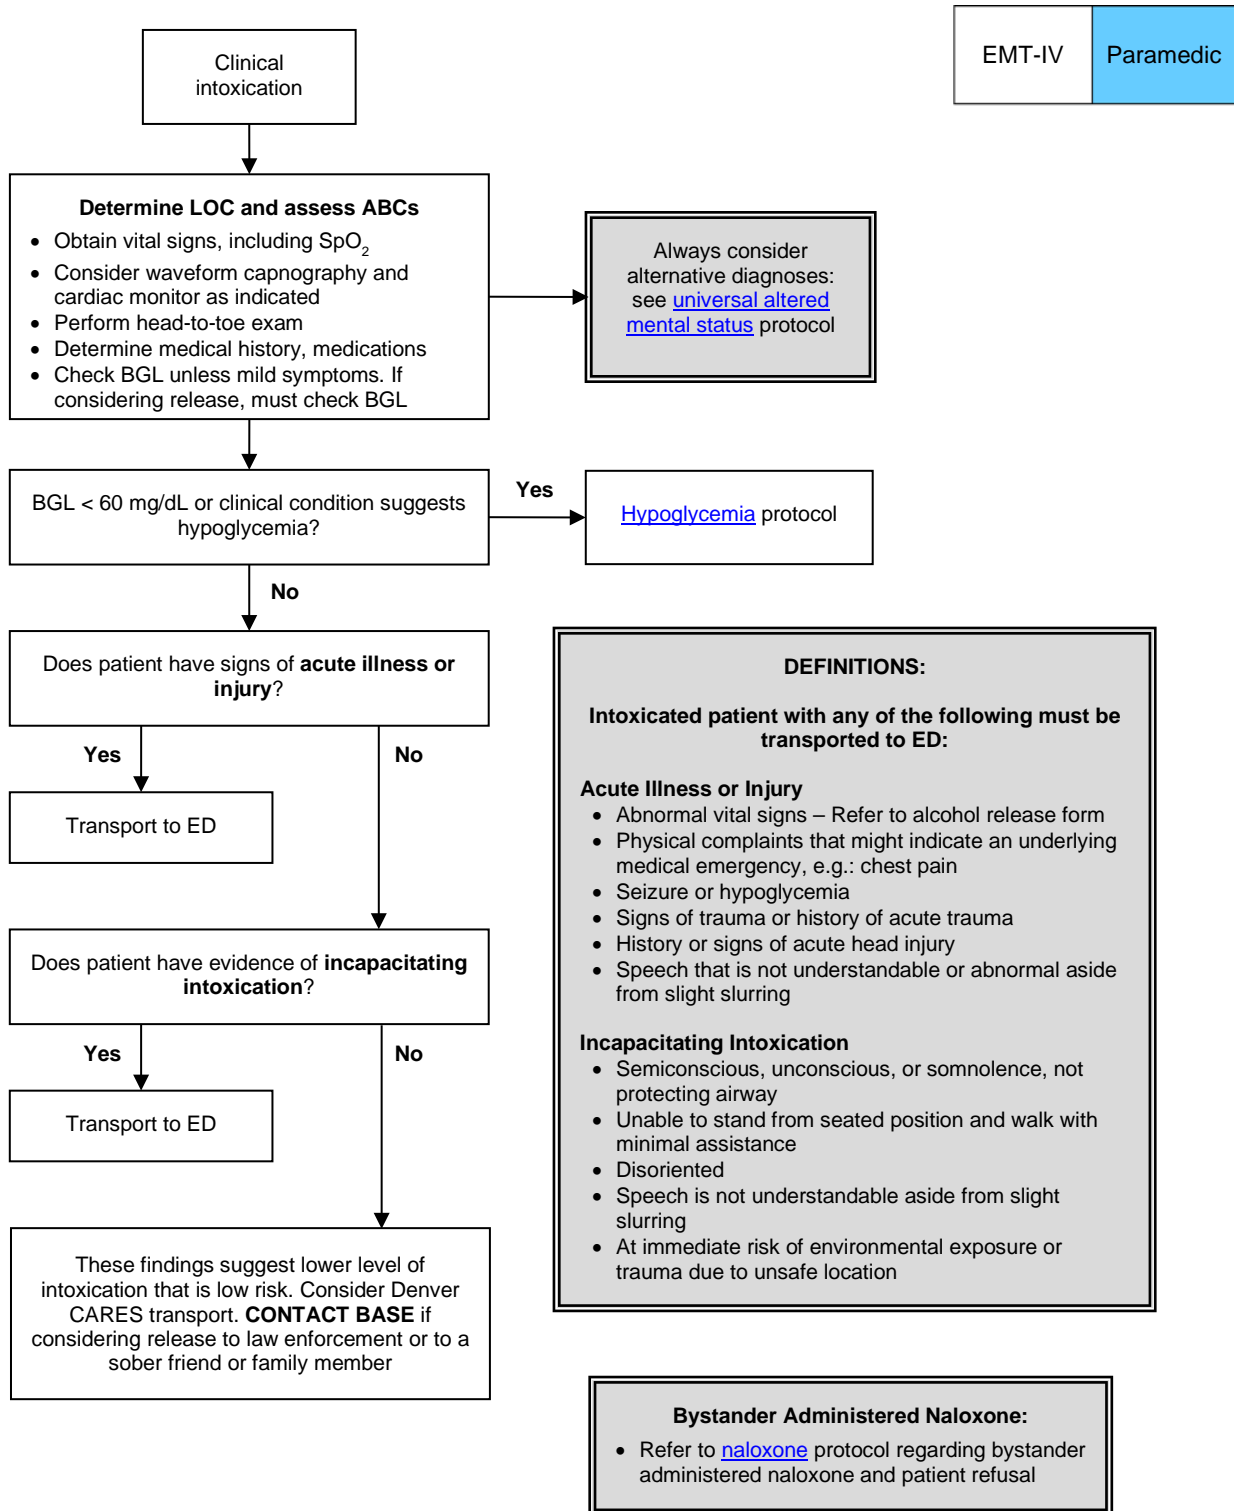 EMT-IV
Paramedic
Clinical
intoxication
Determine LOC and assess ABCs
• Obtain vital signs, including SpO2
• Consider waveform capnography and
cardiac monitor as indicated
• Perform head-to-toe exam
• Determine medical history, medications
• Check BGL unless mild symptoms. If
considering release, must check BGL
Always consider
alternative diagnoses:
see universal altered
mental status protocol
BGL < 60 mg/dL or clinical condition suggests
hypoglycemia?
Yes
Hypoglycemia protocol
No
Does patient have signs of acute illness or
injury?
Yes
No
Transport to ED
Does patient have evidence of incapacitating
intoxication?
Yes
No
Transport to ED
These findings suggest lower level of
intoxication that is low risk. Consider Denver
CARES transport. CONTACT BASE if
considering release to law enforcement or to a
sober friend or family member
DEFINITIONS:
Intoxicated patient with any of the following must be
transported to ED:
Acute Illness or Injury
• Abnormal vital signs – Refer to alcohol release form
• Physical complaints that might indicate an underlying
medical emergency, e.g.: chest pain
• Seizure or hypoglycemia
• Signs of trauma or history of acute trauma
• History or signs of acute head injury
• Speech that is not understandable or abnormal aside
from slight slurring
Incapacitating Intoxication
• Semiconscious, unconscious, or somnolence, not
protecting airway
• Unable to stand from seated position and walk with
minimal assistance
• Disoriented
• Speech is not understandable aside from slight
slurring
• At immediate risk of environmental exposure or
trauma due to unsafe location
Bystander Administered Naloxone:
• Refer to naloxone protocol regarding bystander
administered naloxone and patient refusal